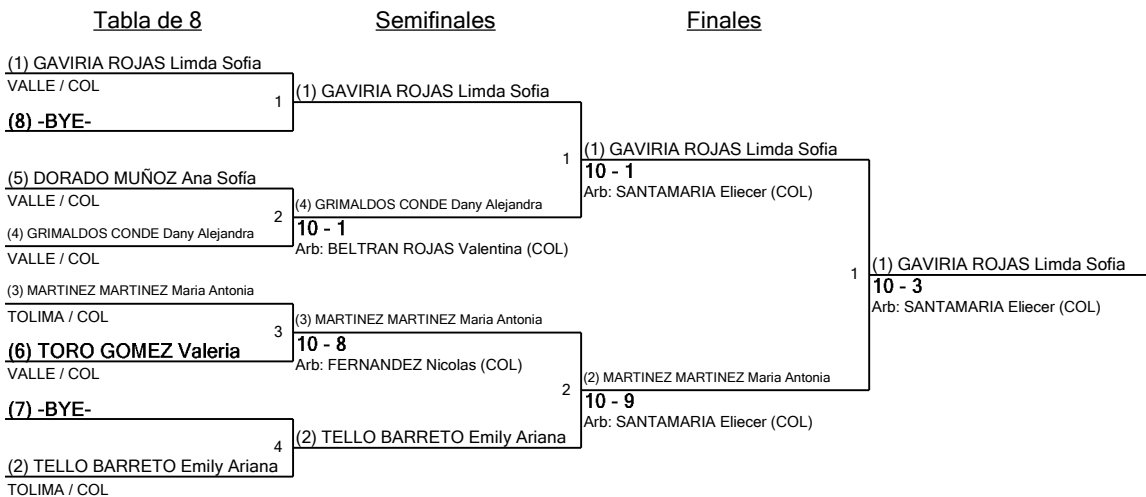 Tabla de 8
Semifinales
Finales
(1) GAVIRIA ROJAS Limda Sofia
VALLE / COL
1
(8) -BYE-
(1) GAVIRIA ROJAS Limda Sofia
(5) DORADO MUÑOZ Ana Sofía
VALLE / COL
2
(4) GRIMALDOS CONDE Dany Alejandra
VALLE / COL
(4) GRIMALDOS CONDE Dany Alejandra
10 - 1
Arb: BELTRAN ROJAS Valentina (COL)
1
(1) GAVIRIA ROJAS Limda Sofia
10 - 1
Arb: SANTAMARIA Eliecer (COL)
(3) MARTINEZ MARTINEZ Maria Antonia
TOLIMA / COL
3
(6) TORO GOMEZ Valeria
VALLE / COL
(3) MARTINEZ MARTINEZ Maria Antonia
10 - 8
Arb: FERNANDEZ Nicolas (COL)
(7) -BYE-
4
(2) TELLO BARRETO Emily Ariana
TOLIMA / COL
(2) TELLO BARRETO Emily Ariana
2
(2) MARTINEZ MARTINEZ Maria Antonia
10 - 9
Arb: SANTAMARIA Eliecer (COL)
1
(1) GAVIRIA ROJAS Limda Sofia
10 - 3
Arb: SANTAMARIA Eliecer (COL)